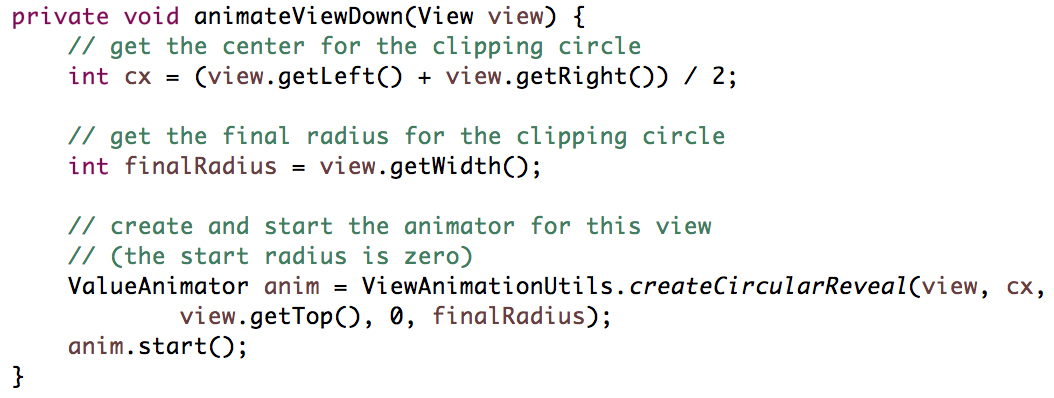 private void animateViewDown(View view) {
    // get the center for the clipping circle
    int cx = (view.getLeft() + view.getRight()) / 2;

    // get the final radius for the clipping circle
    int finalRadius = view.getWidth();

    // create and start the animator for this view
    // (the start radius is zero)
    ValueAnimator anim = ViewAnimationUtils.createCircularReveal(view, cx,
            view.getTop(), 0, finalRadius);
    anim.start();
}